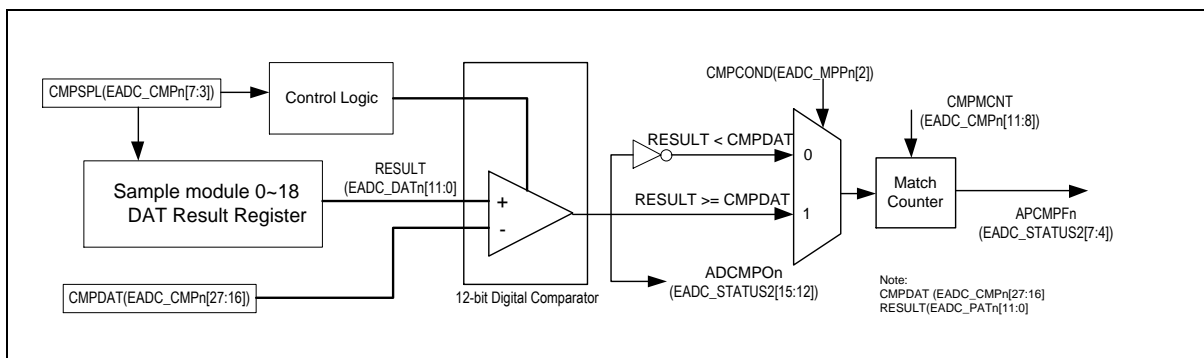 CMPSPL(EADC_CMPn[7:3])
Control Logic
Sample module 0~18
DAT Result Register
RESULT
(EADC_DATn[11:0]
CMPDAT(EADC_CMPn[27:16])
+
-
12-bit Digital Comparator
CMPCOND(EADC_MPPn[2])
RESULT < CMPDAT
0
RESULT >= CMPDAT
1
ADCMPOn
(EADC_STATUS2[15:12])
CMPMCNT
(EADC_CMPn[11:8])
Match
Counter
APCMPFn
(EADC_STATUS2[7:4])
Note:
CMPDAT (EADC_CMPn[27:16]
RESULT(EADC_PATn[11:0]